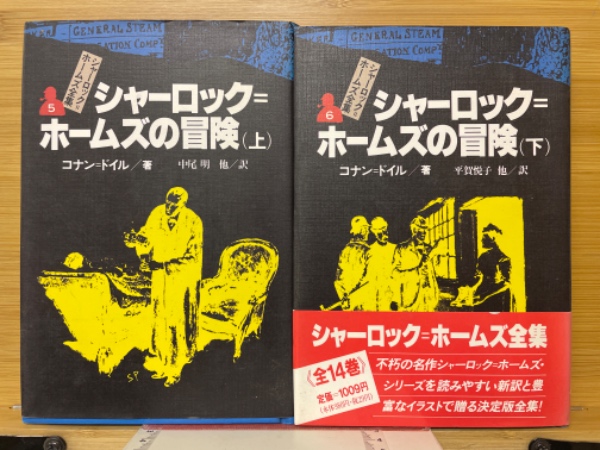 GENERAL STEAM
シャーロック=
ホームズ全集
5
シャーロック=
ホームズの冒険(上)
コナン=ドイル/著
中尾 明 他/訳
SP
GENERAL STEAM
GATION COMPY
シャーロック=
ホームズ全集
6
シャーロック=
ホームズの冒険(下)
コナン=ドイル/著
平賀悦子 他/訳
シャーロック=ホームズ全集
《全14巻》
定価=1009円
不朽の名作シャーロック=ホームズ・
シリーズを読みやすい新訳と豊
富なイラストで贈る決定版全集!